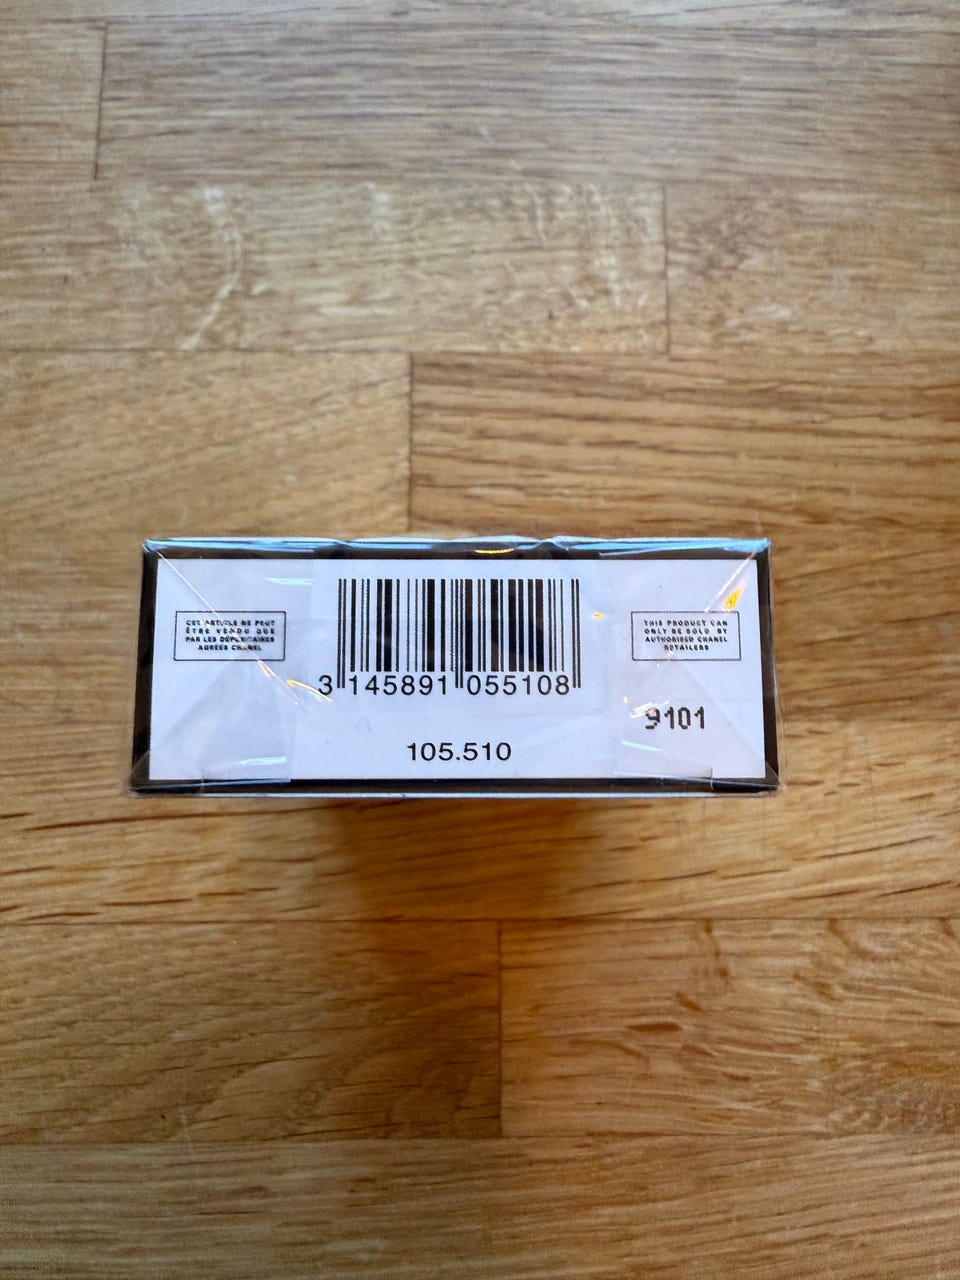 CET ARTICLE NE PEUT
ÊTRE VENDU QUE
PAR LES DÉPOSITAIRES
AGRÉÉS CHANEL
3 145891 055108
105.510
THIS PRODUCT CAN
ONLY BE SOLD BY
AUTHORISED CHANEL
RETAILERS
9101